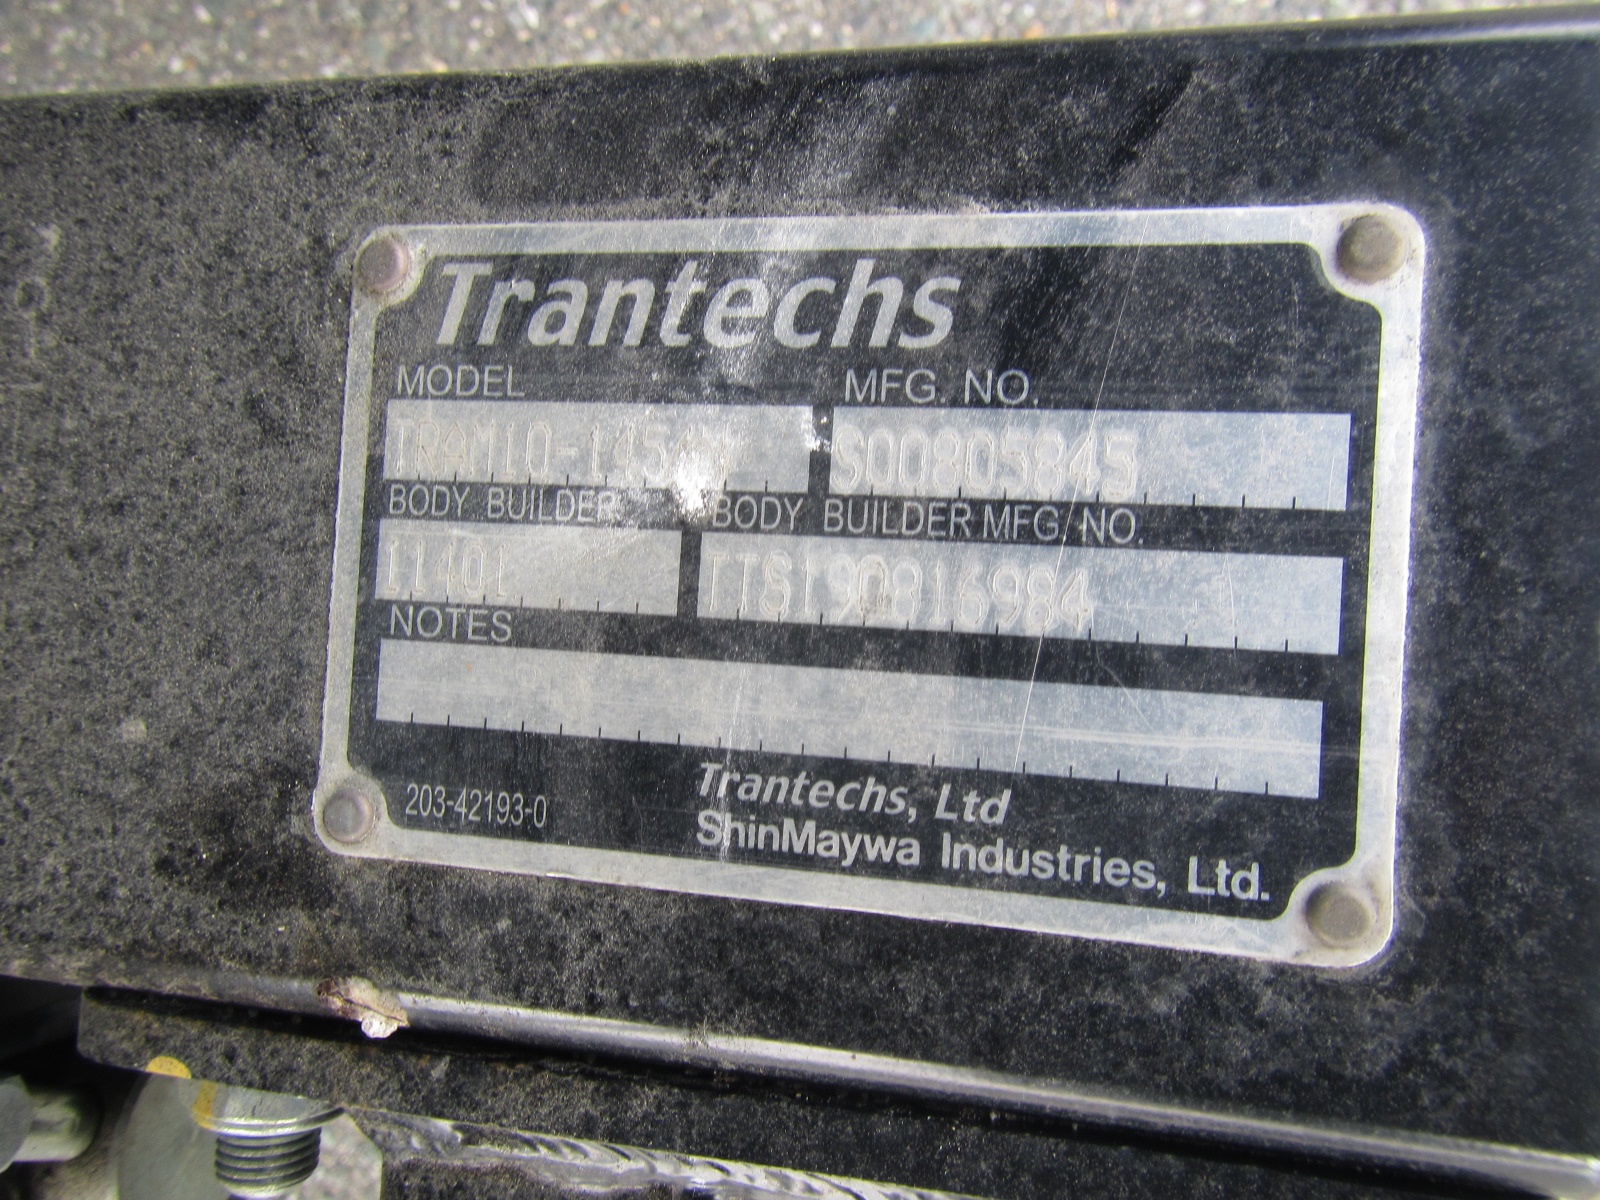 Trantechs
MODEL MFG. NO.
S00805845
BODY BUILDER BODY BUILDER MFG. NO.
11401 TTS190816984
NOTES
203-42193-0
Trantechs, Ltd
ShinMaywa Industries, Ltd.